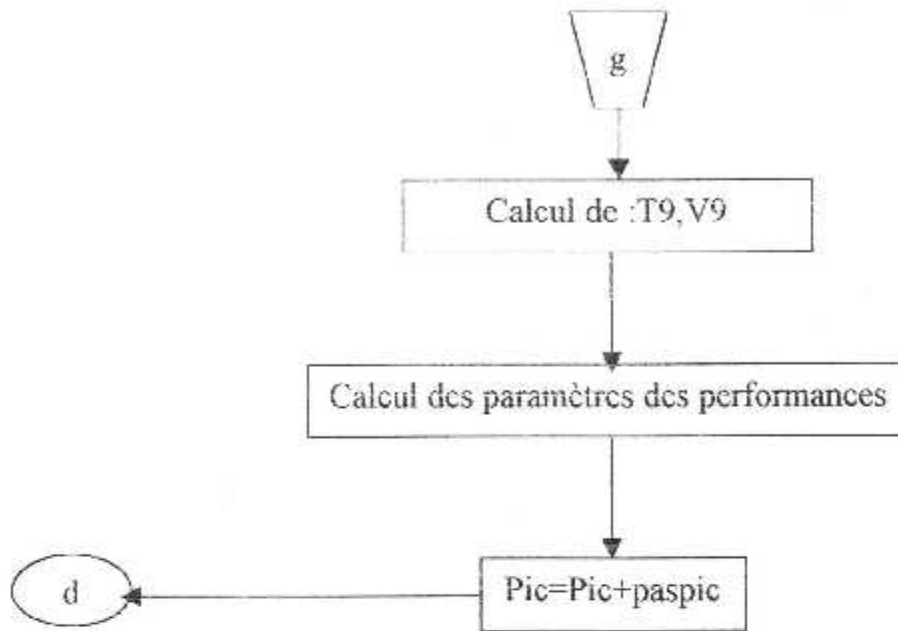 g
Calcul de :T9,V9
Calcul des paramètres des performances
Pic=Pic+paspic
d